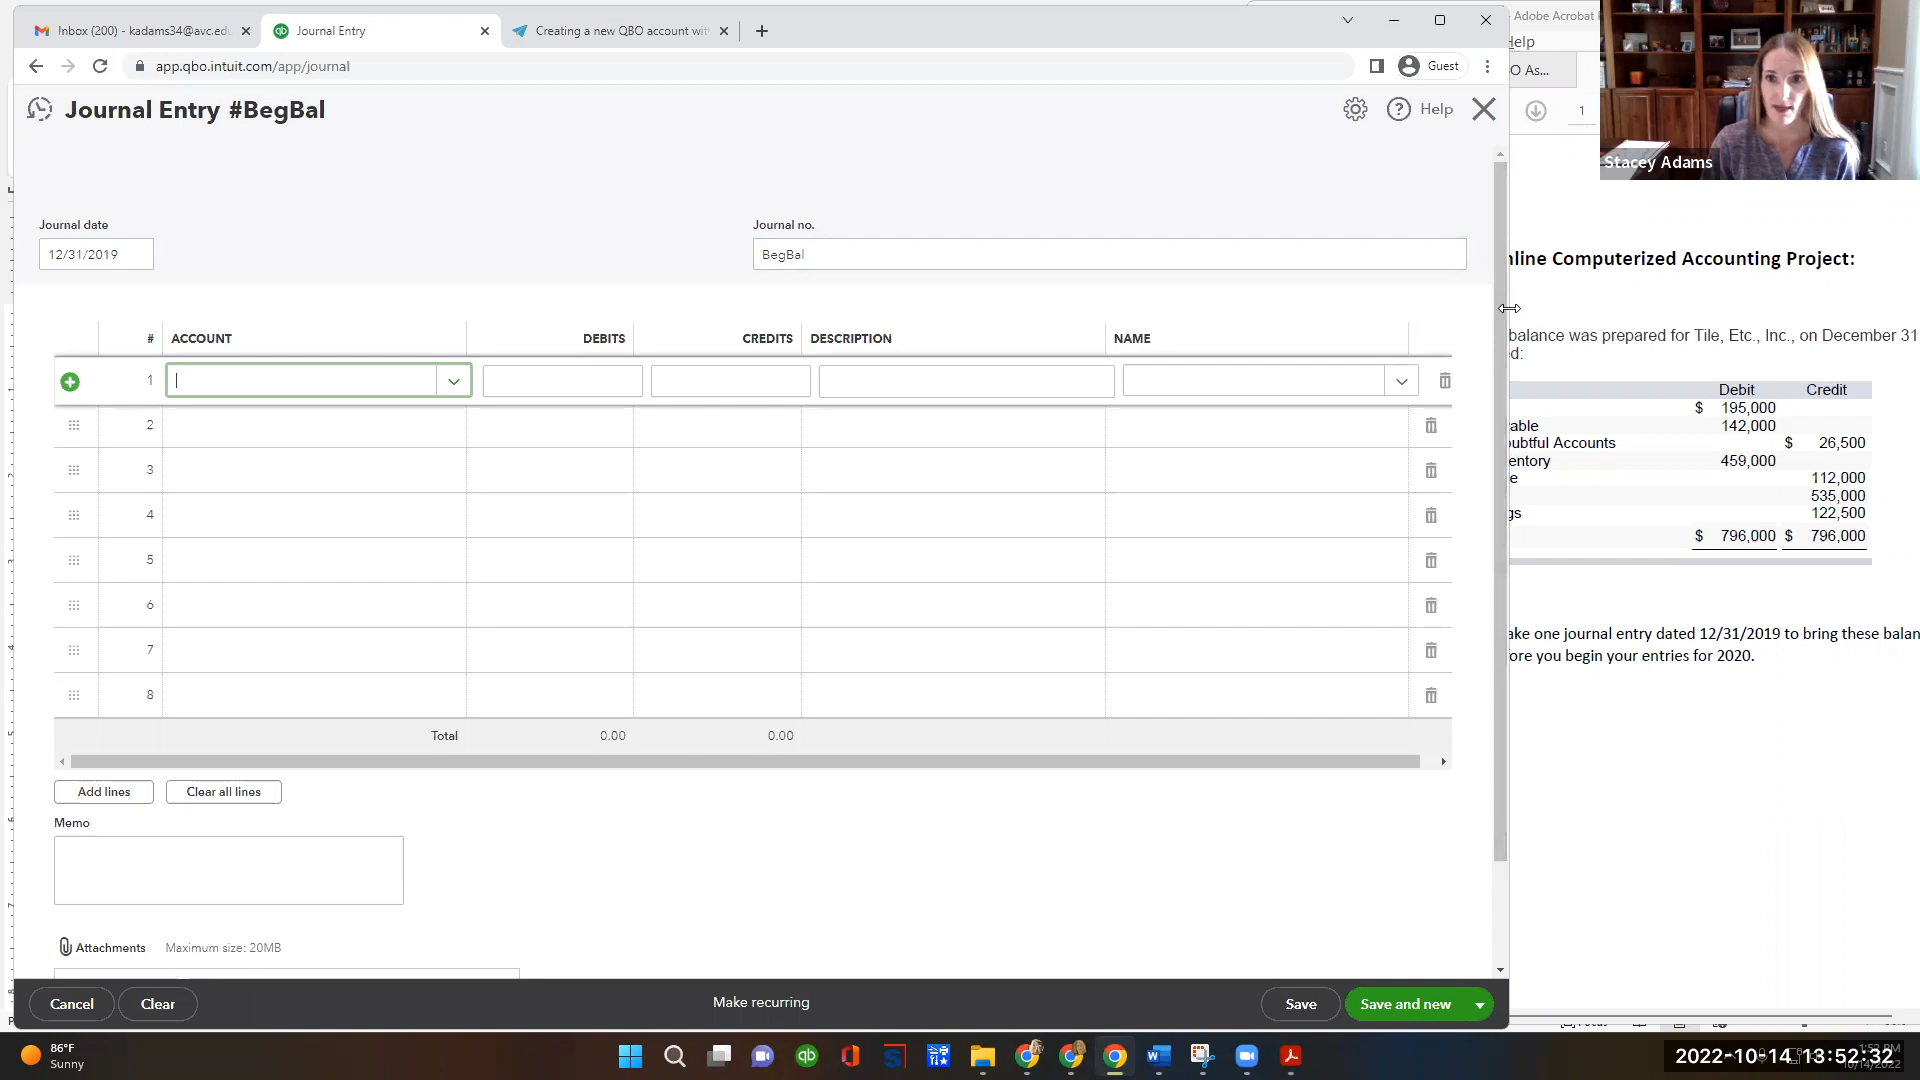 Inbox (200) - kadams34@avc.edu
Journal Entry
Creating a new QBO account with
app.qbo.intuit.com/app/journal
Guest
Journal Entry #BegBal
Help
Journal date
12/31/2019
Journal no.
BegBal
# ACCOUNT DEBITS CREDITS DESCRIPTION NAME
1
2
3
4
5
6
7
8
Total 0.00 0.00
Add lines Clear all lines
Memo
Attachments Maximum size: 20MB
Cancel Clear Make recurring Save Save and new
Adobe Acrobat
Help
O As...
1
Stacey Adams
nline Computerized Accounting Project:
balance was prepared for Tile, Etc., Inc., on December 31
d:
Debit Credit
$ 195,000
able 142,000
oubtful Accounts $ 26,500
entory 459,000
e 112,000
535,000
gs 122,500
$ 796,000 $ 796,000
ake one journal entry dated 12/31/2019 to bring these balan
ore you begin your entries for 2020.
86°F
Sunny
2022-10-14 13:52:32